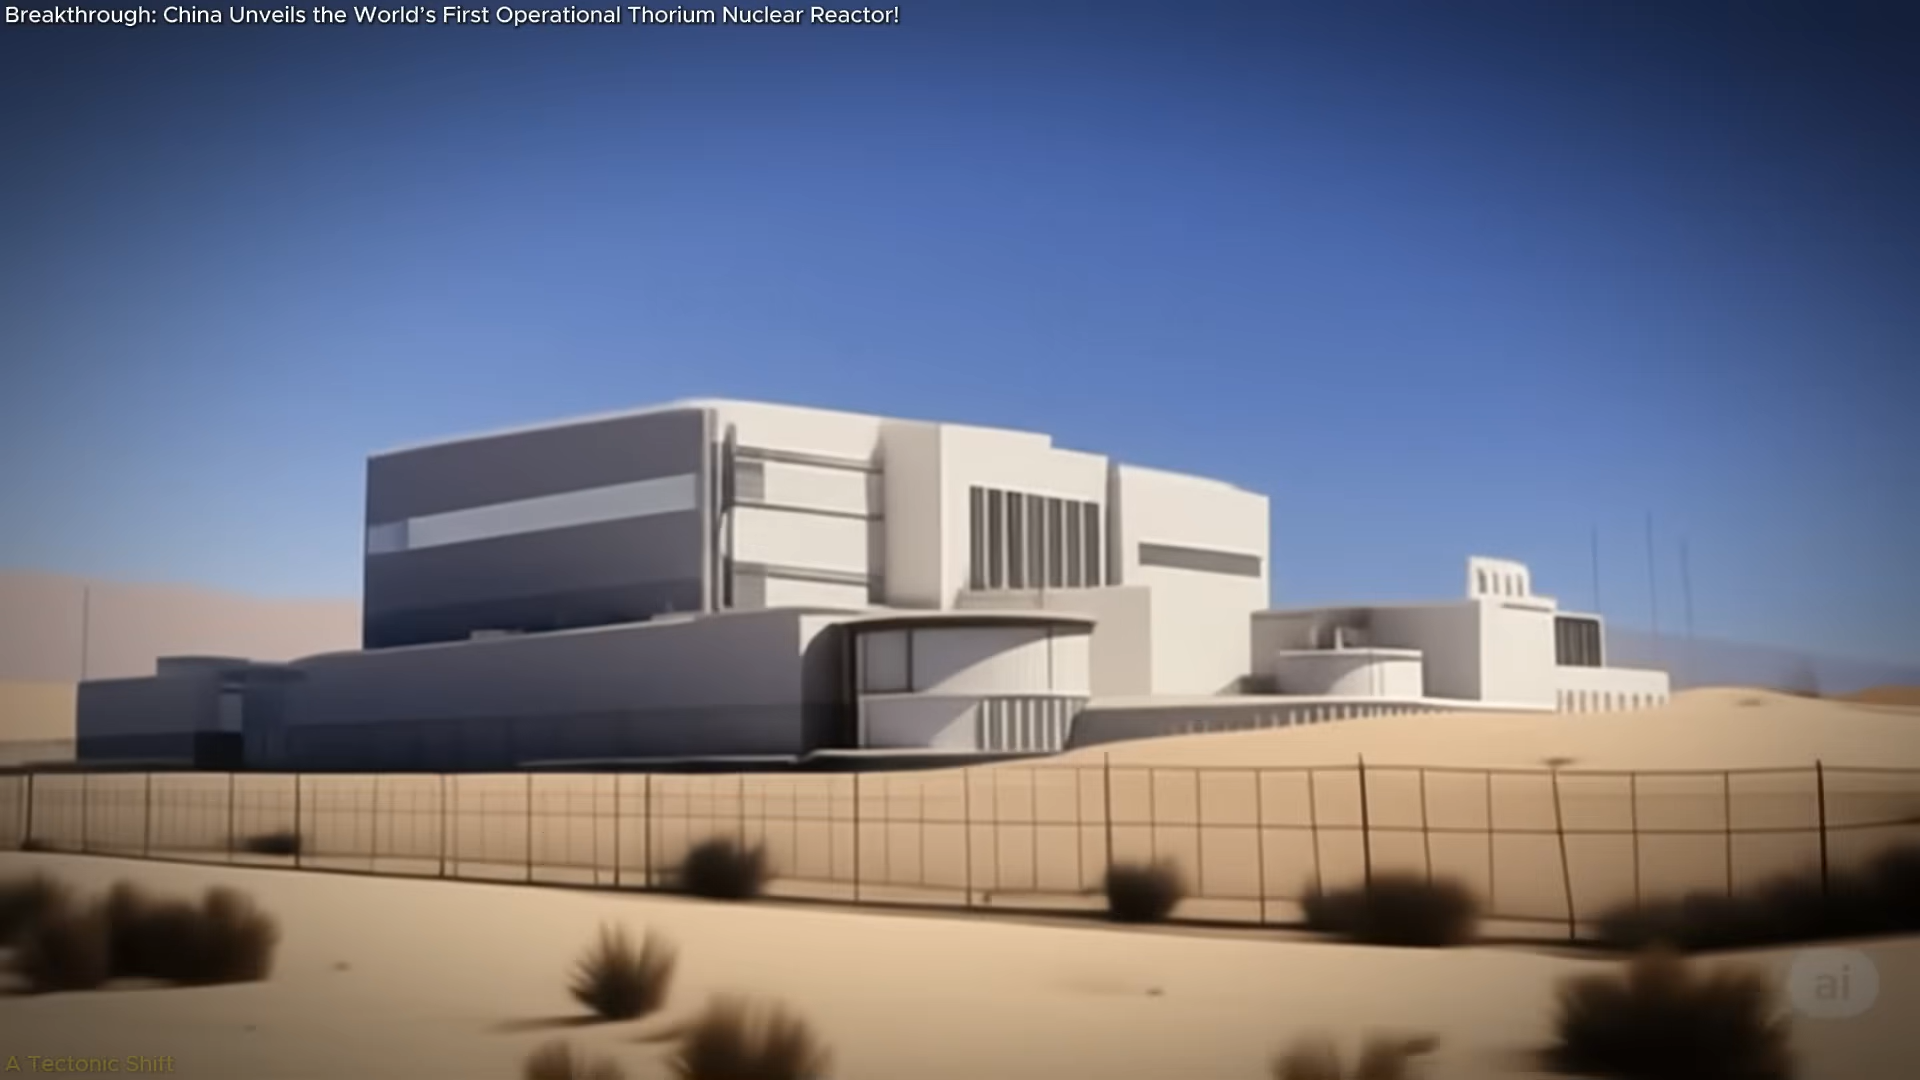 Breakthrough: China Unveils the World’s First Operational Thorium Nuclear Reactor!
ai
A Tectonic Shift